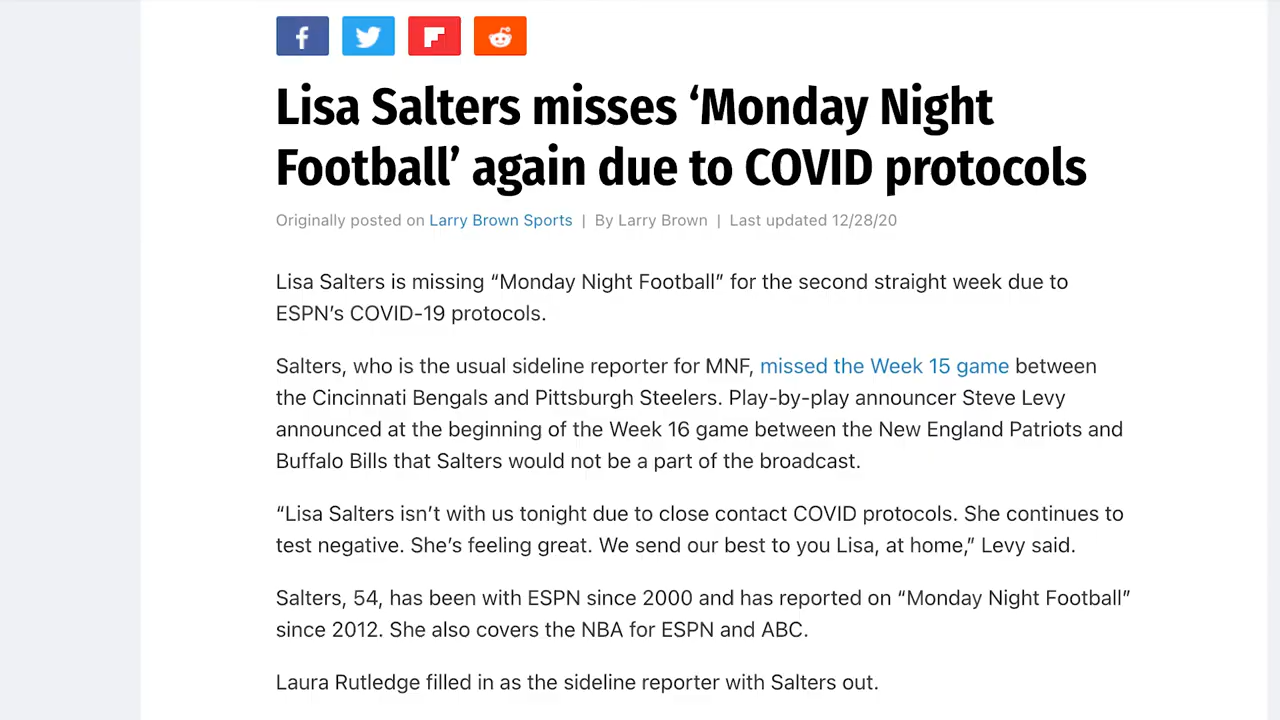 Lisa Salters misses ‘Monday Night
Football’ again due to COVID protocols
Originally posted on Larry Brown Sports | By Larry Brown | Last updated 12/28/20
Lisa Salters is missing “Monday Night Football” for the second straight week due to
ESPN’s COVID-19 protocols.
Salters, who is the usual sideline reporter for MNF, missed the Week 15 game between
the Cincinnati Bengals and Pittsburgh Steelers. Play-by-play announcer Steve Levy
announced at the beginning of the Week 16 game between the New England Patriots and
Buffalo Bills that Salters would not be a part of the broadcast.
“Lisa Salters isn’t with us tonight due to close contact COVID protocols. She continues to
test negative. She’s feeling great. We send our best to you Lisa, at home,” Levy said.
Salters, 54, has been with ESPN since 2000 and has reported on “Monday Night Football”
since 2012. She also covers the NBA for ESPN and ABC.
Laura Rutledge filled in as the sideline reporter with Salters out.